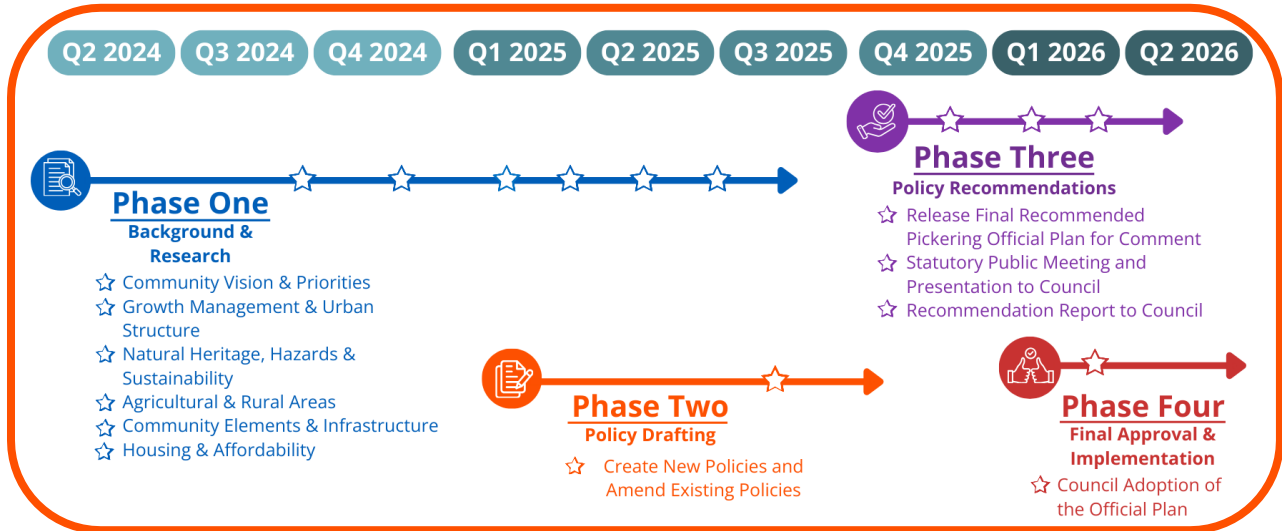 Q2 2024
Q3 2024
Q4 2024
Q1 2025
Q2 2025
Q3 2025
Q4 2025
Q1 2026
Q2 2026
Phase One
Background &
Research
Community Vision & Priorities
Growth Management & Urban
Structure
Natural Heritage, Hazards &
Sustainability
Agricultural & Rural Areas
Community Elements & Infrastructure
Housing & Affordability
Phase Two
Policy Drafting
Create New Policies and
Amend Existing Policies
Phase Three
Policy Recommendations
Release Final Recommended
Pickering Official Plan for Comment
Statutory Public Meeting and
Presentation to Council
Recommendation Report to Council
Phase Four
Final Approval &
Implementation
Council Adoption of
the Official Plan